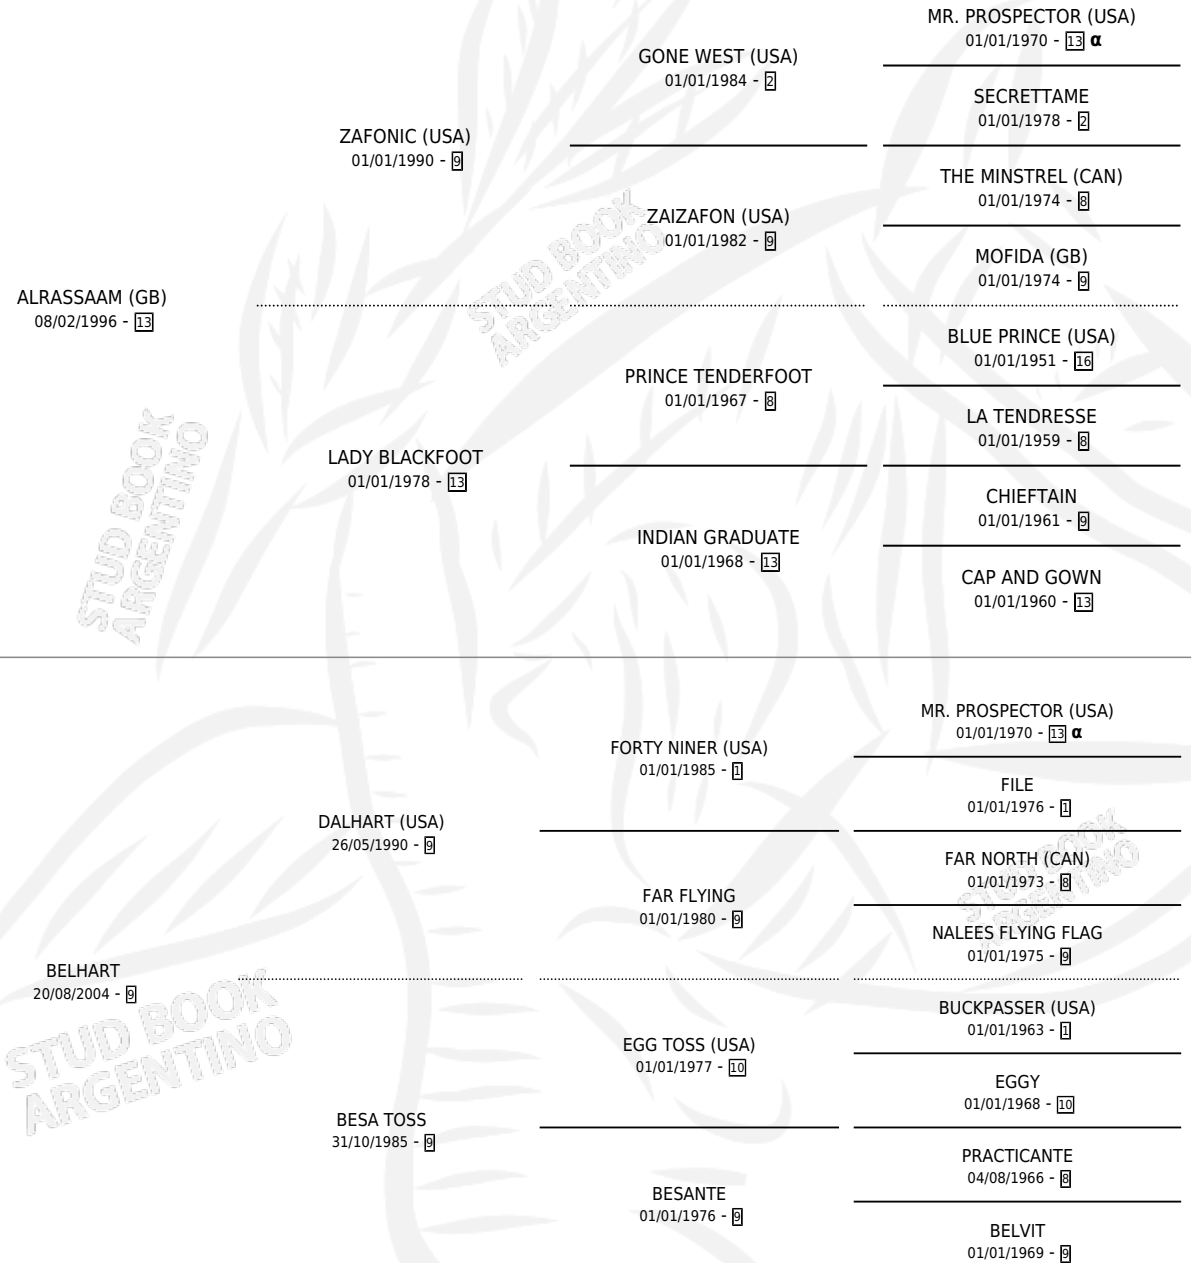 MR. PROSPECTOR (USA)
01/01/1970 - 13 α
GONE WEST (USA)
01/01/1984 - 2
SECRETTAME
01/01/1978 - 2
ZAFONIC (USA)
01/01/1990 - 9
THE MINSTREL (CAN)
01/01/1974 - 8
ZAIZAFON (USA)
01/01/1982 - 9
MOFIDA (GB)
01/01/1974 - 9
ALRASSAAM (GB)
08/02/1996 - 13
STUD BOOK
ARGENTINO
BLUE PRINCE (USA)
01/01/1951 - 16
PRINCE TENDERFOOT
01/01/1967 - 8
LA TENDRESSE
01/01/1959 - 8
LADY BLACKFOOT
01/01/1978 - 13
CHIEFTAIN
01/01/1961 - 9
INDIAN GRADUATE
01/01/1968 - 13
CAP AND GOWN
01/01/1960 - 13
STUD BOOK
ARGENTINO
MR. PROSPECTOR (USA)
01/01/1970 - 13 α
FORTY NINER (USA)
01/01/1985 - 1
FILE
01/01/1976 - 1
DALHART (USA)
26/05/1990 - 9
FAR NORTH (CAN)
01/01/1973 - 8
STUD BOOK
ARGENTINO
FAR FLYING
01/01/1980 - 9
NALEES FLYING FLAG
01/01/1975 - 9
BELHART
20/08/2004 - 9
STUD BOOK
ARGENTINO
BUCKPASSER (USA)
01/01/1963 - 1
EGG TOSS (USA)
01/01/1977 - 10
EGGY
01/01/1968 - 10
BESA TOSS
31/10/1985 - 9
PRACTICANTE
04/08/1966 - 8
BESANTE
01/01/1976 - 9
BELVIT
01/01/1969 - 9